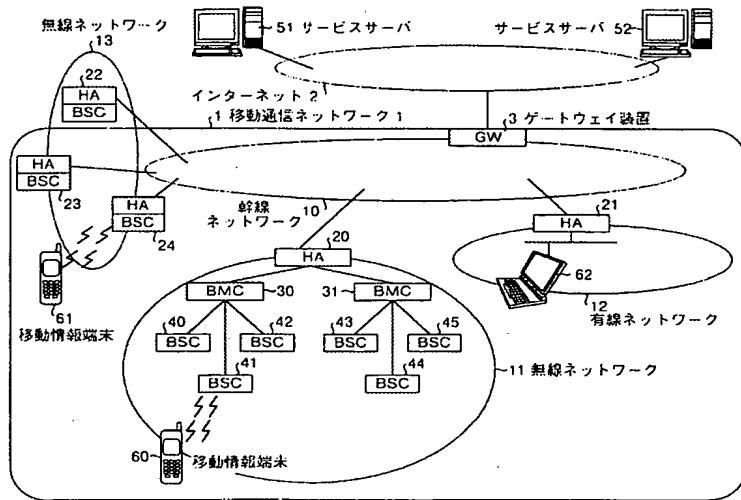 無線ネットワーク
13
51 サービスサーバ
サービスサーバ 52
22
HA
BSC
インターネット 2
1 移動通信ネットワーク 1
3 ゲートウェイ装置
GW
HA
BSC
23
HA
BSC
24
幹線
ネットワーク
10
20
HA
21
HA
61
移動情報端末
BMC
30
31
BMC
62
12
有線ネットワーク
40
BSC
42
BSC
43
BSC
45
BSC
41
BSC
44
BSC
11 無線ネットワーク
60
移動情報端末